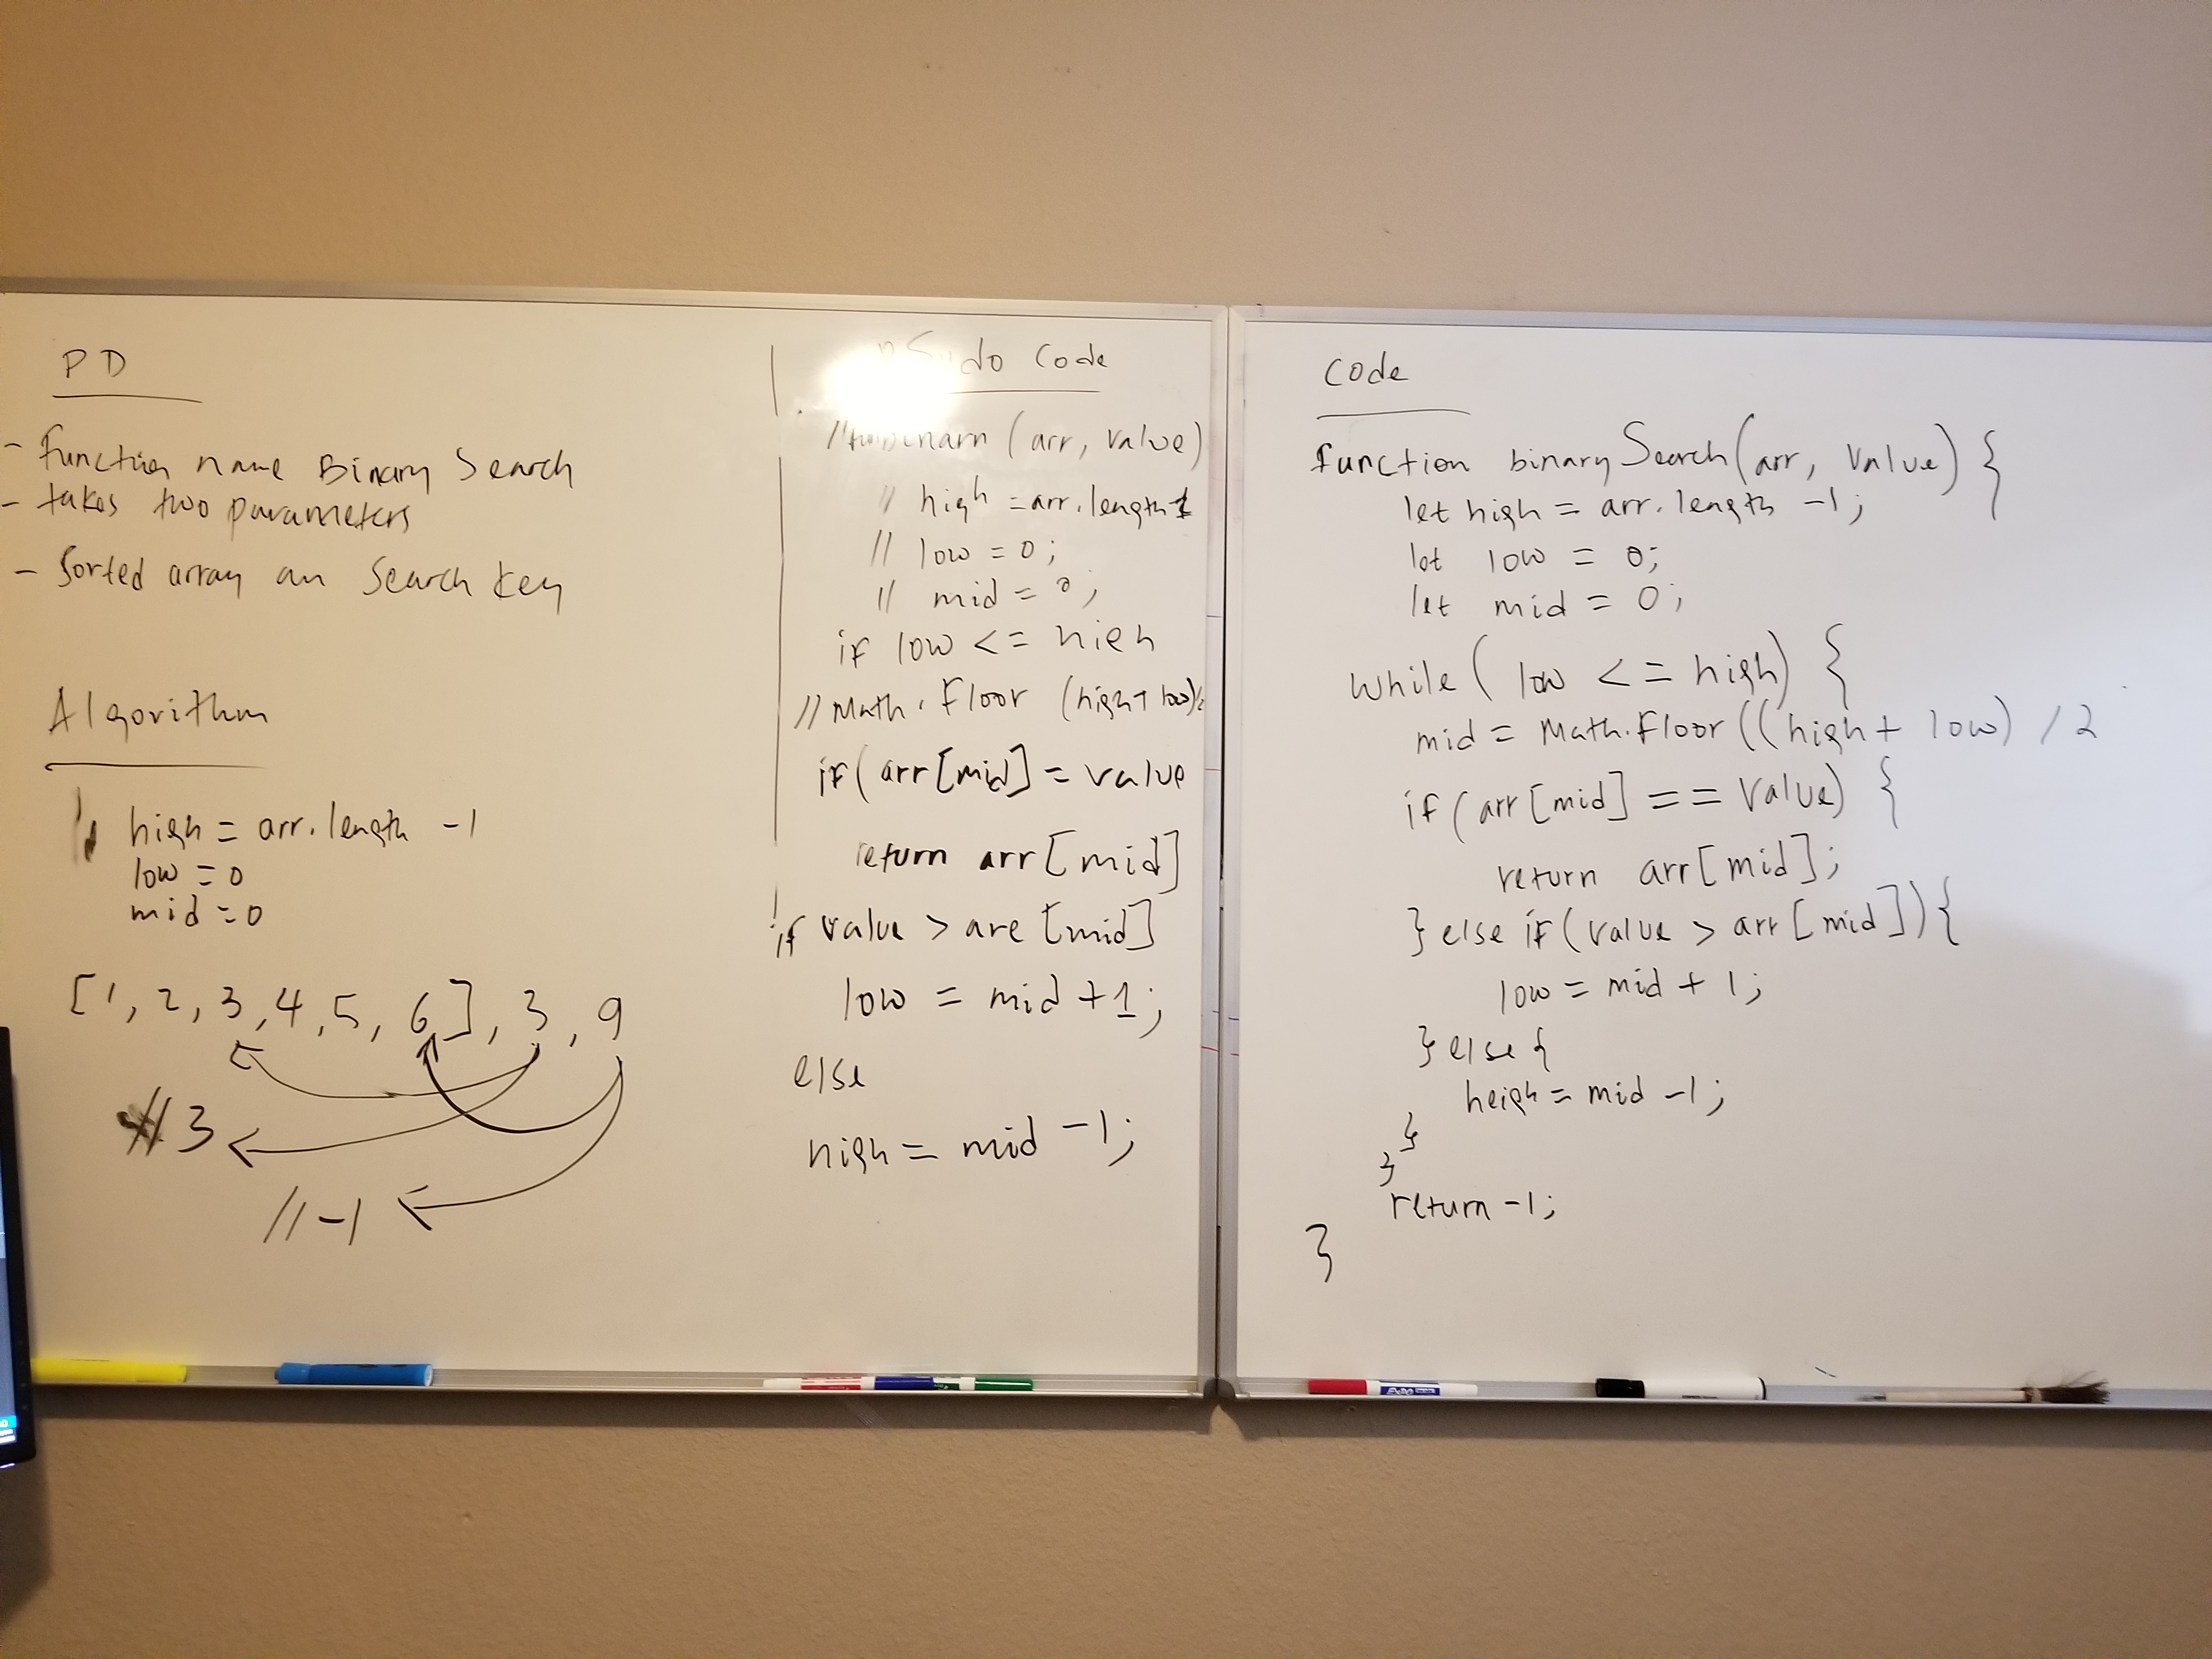 PD
- Function name Binary Search
- takes two parameters
- Sorted array an Search key
Algorithm
high = arr.length -1
low = 0
mid = 0
[1, 2, 3, 4, 5, 6], 3, 9
// 3
// -1
Code
(arr, value)
// high = arr.length-1
// low = 0;
// mid = 0;
if low <= high
// Math.Floor (high + low)/2
if (arr[mid] = value
return arr[mid]
if value > are [mid]
low = mid + 1;
else
high = mid -1;
Code
function binarySearch(arr, value) {
let high = arr.length -1;
let low = 0;
let mid = 0;
while (low <= high) {
mid = Math.Floor ((high + low) / 2
if (arr[mid] == value) {
return arr[mid];
} else if (value > arr[mid]) {
low = mid + 1;
} else {
heigh = mid -1;
}
}
return -1;
}